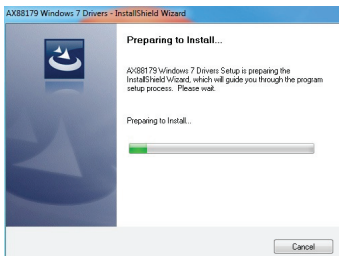 AX88179 Windows 7 Drivers - InstallShield Wizard
Preparing to Install...
AX88179 Windows 7 Drivers Setup is preparing the
InstallShield Wizard, which will guide you through the program
setup process. Please wait.
Preparing to Install...
Cancel